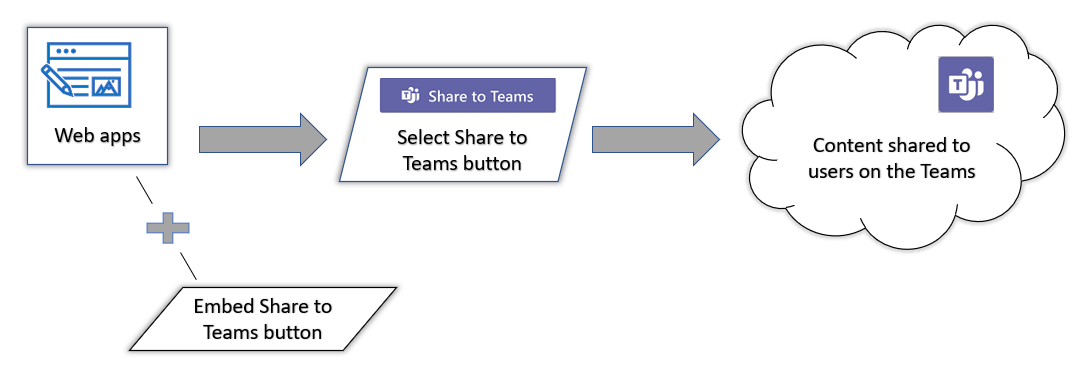 Web apps
Share to Teams
Select Share to
Teams button
Content shared to
users on the Teams
Embed Share to
Teams button